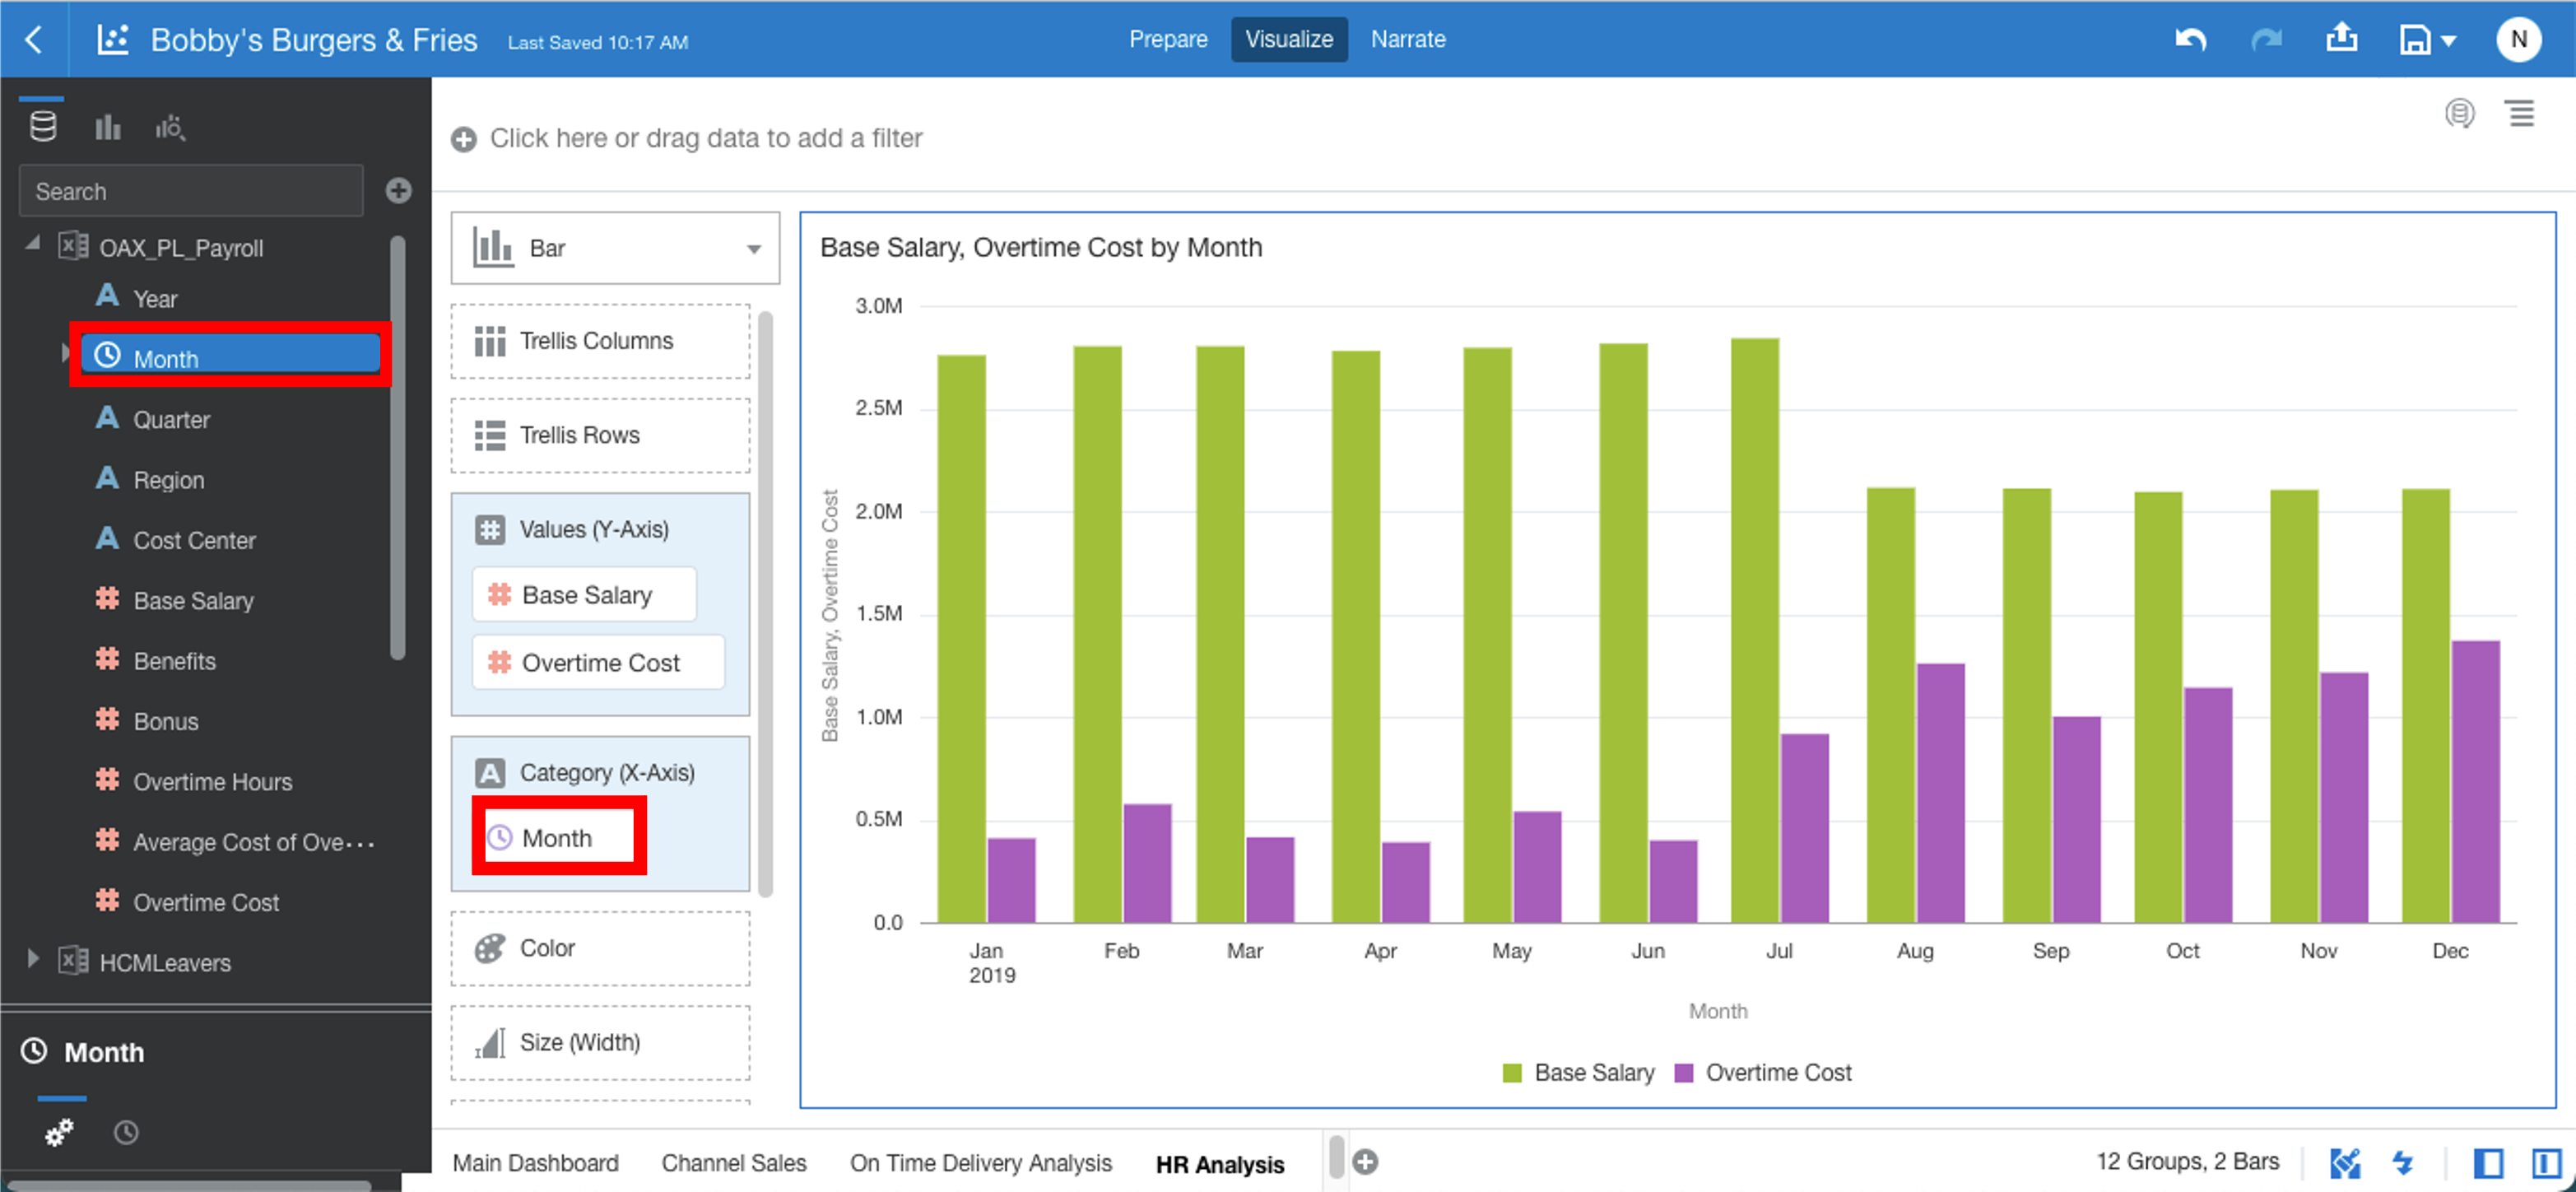 Bobby's Burgers & Fries Last Saved 10:17 AM Prepare Visualize Narrate N
Search
OAX_PL_Payroll
Year
Month
Quarter
Region
Cost Center
Base Salary
Benefits
Bonus
Overtime Hours
Average Cost of Ove···
Overtime Cost
HCMLeavers
Month
Click here or drag data to add a filter
Bar
Trellis Columns
Trellis Rows
Values (Y-Axis)
Base Salary
Overtime Cost
Category (X-Axis)
Month
Color
Size (Width)
Base Salary, Overtime Cost by Month
Base Salary, Overtime Cost
3.0M
2.5M
2.0M
1.5M
1.0M
0.5M
0.0
Jan Feb Mar Apr May Jun Jul Aug Sep Oct Nov Dec
2019
Month
Base Salary Overtime Cost
Main Dashboard Channel Sales On Time Delivery Analysis HR Analysis 12 Groups, 2 Bars